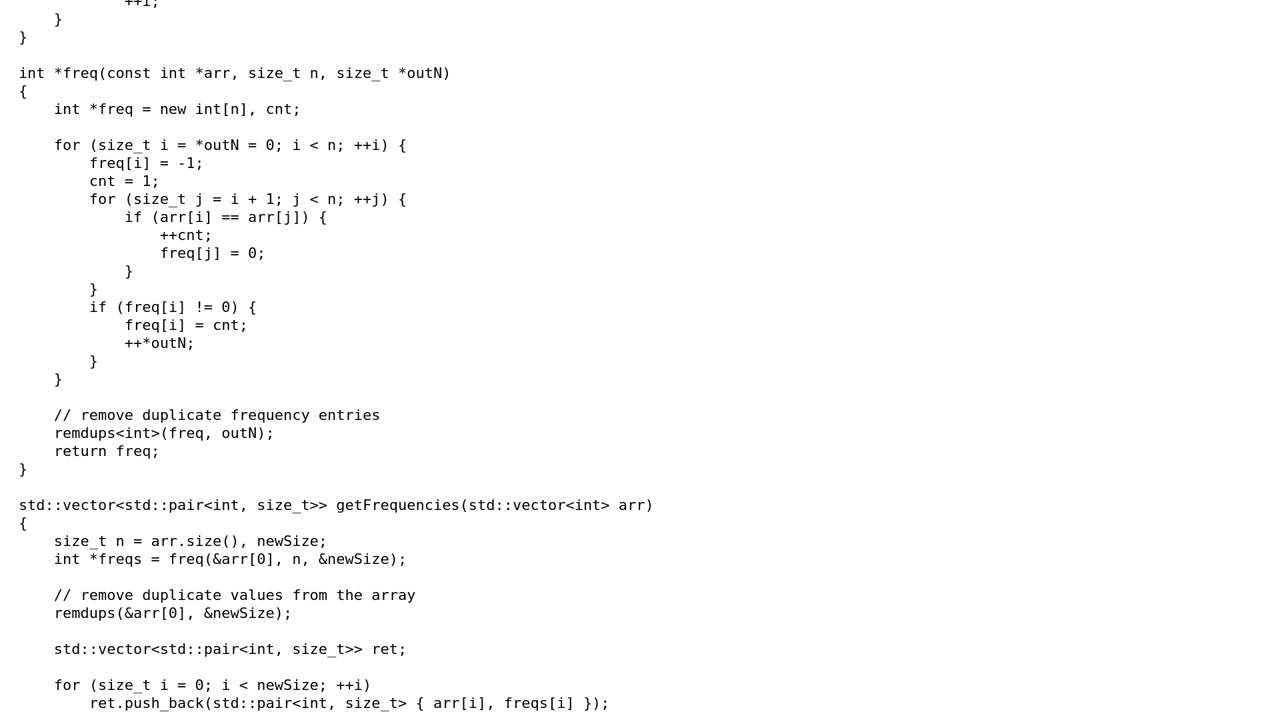 ++i;
    }
}

int *freq(const int *arr, size_t n, size_t *outN)
{
    int *freq = new int[n], cnt;

    for (size_t i = *outN = 0; i < n; ++i) {
        freq[i] = -1;
        cnt = 1;
        for (size_t j = i + 1; j < n; ++j) {
            if (arr[i] == arr[j]) {
                ++cnt;
                freq[j] = 0;
            }
        }
        if (freq[i] != 0) {
            freq[i] = cnt;
            ++*outN;
        }
    }

    // remove duplicate frequency entries
    remdups<int>(freq, outN);
    return freq;
}

std::vector<std::pair<int, size_t>> getFrequencies(std::vector<int> arr)
{
    size_t n = arr.size(), newSize;
    int *freqs = freq(&arr[0], n, &newSize);

    // remove duplicate values from the array
    remdups(&arr[0], &newSize);

    std::vector<std::pair<int, size_t>> ret;

    for (size_t i = 0; i < newSize; ++i)
        ret.push_back(std::pair<int, size_t> { arr[i], freqs[i] });